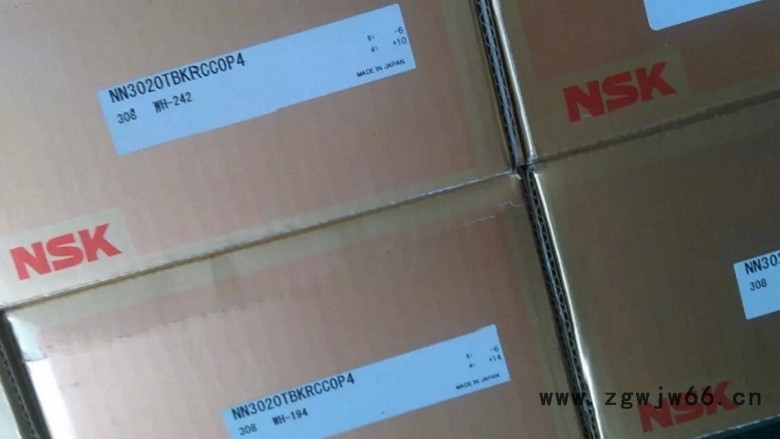 NN3020TBKRCC0P4
308 WH-242
-6
+10
MADE IN JAPAN
NSK
NSK
NN3020TBKRCC0P4
308 WH-194
-6
+14
MADE IN JAPAN
NN302
308
www.zgwjw66.cn
NSK